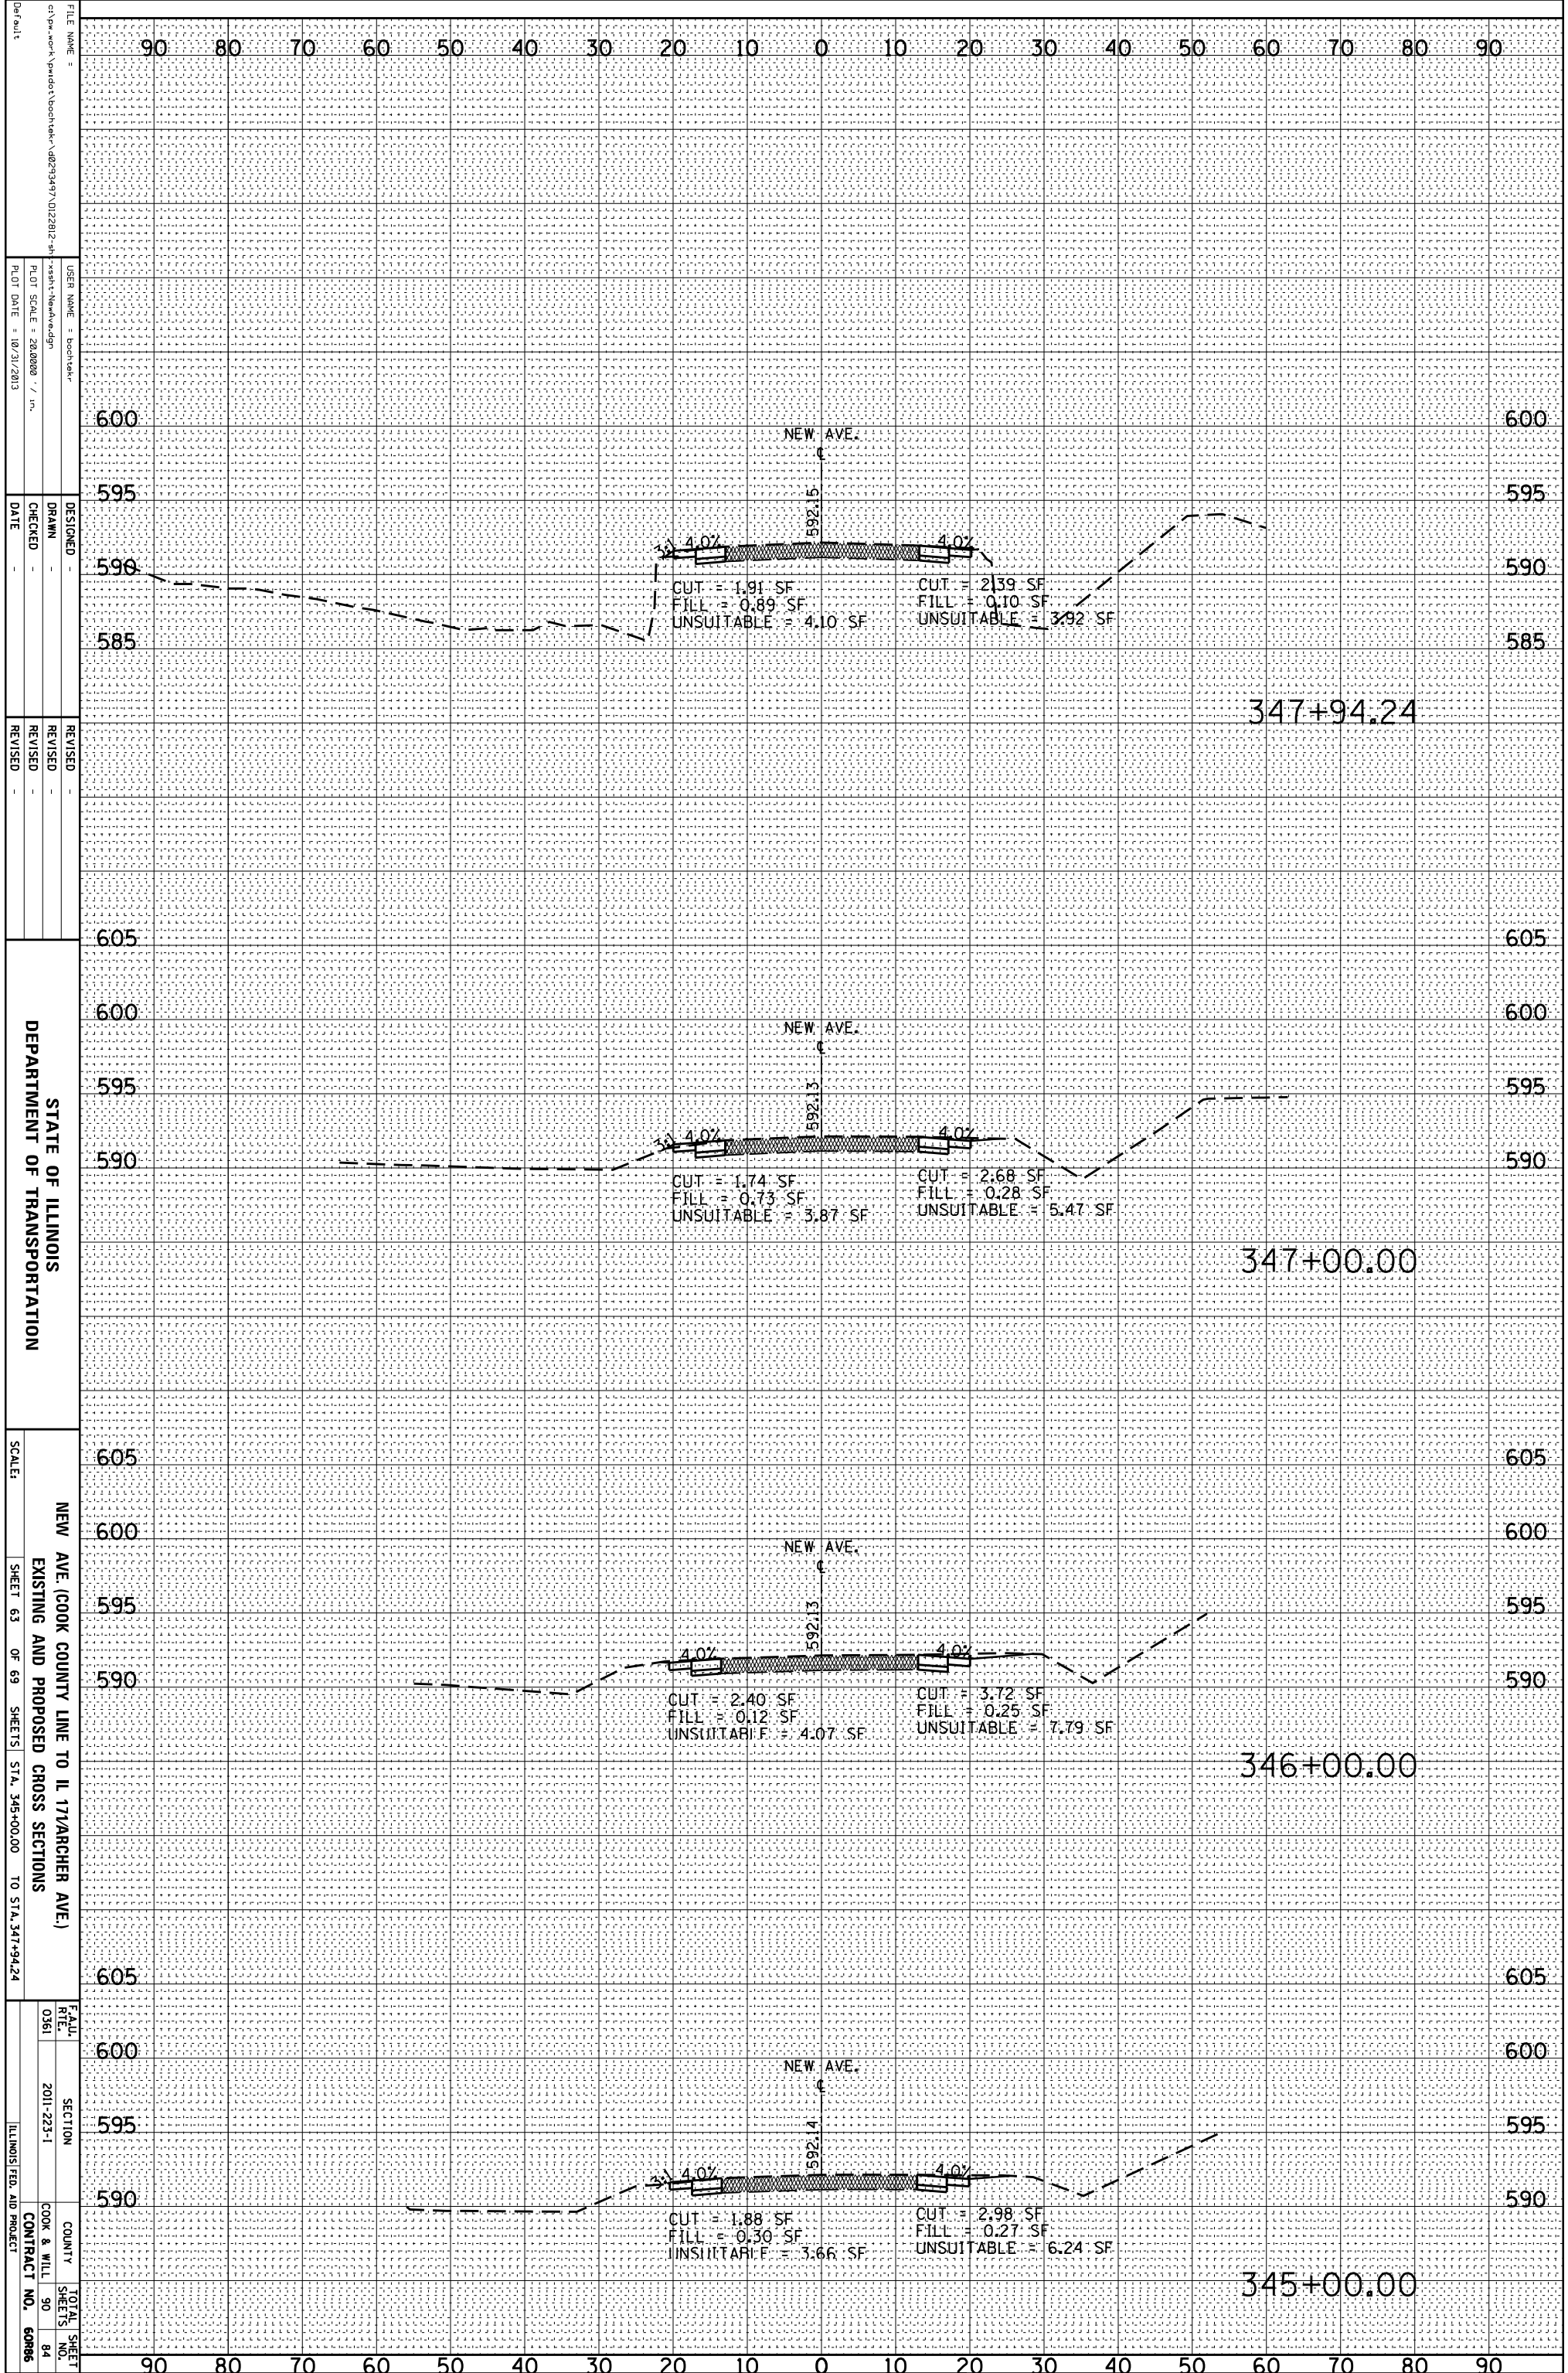 90 80 70 60 50 40 30 20 10 0 10 20 30 40 50 60 70 80 90
600 600
NEW AVE.
℄
595 595
592.15
3:1 4.0% 4.0%
590 590
CUT = 1.91 SF
FILL = 0.89 SF
UNSUITABLE = 4.10 SF
CUT = 2.39 SF
FILL = 0.10 SF
UNSUITABLE = 3.92 SF
585 585
347+94.24
605 605
600 600
NEW AVE.
℄
595 595
592.13
3:1 4.0% 4.0%
590 590
CUT = 1.74 SF
FILL = 0.73 SF
UNSUITABLE = 3.87 SF
CUT = 2.68 SF
FILL = 0.28 SF
UNSUITABLE = 5.47 SF
347+00.00
605 605
600 600
NEW AVE.
℄
595 595
592.13
4.0% 4.0%
590 590
CUT = 2.40 SF
FILL = 0.12 SF
UNSUITABLE = 4.07 SF
CUT = 3.72 SF
FILL = 0.25 SF
UNSUITABLE = 7.79 SF
346+00.00
605 605
600 600
NEW AVE.
℄
595 595
592.14
3:1 4.0% 4.0%
590 590
CUT = 1.88 SF
FILL = 0.30 SF
UNSUITABLE = 3.66 SF
CUT = 2.98 SF
FILL = 0.27 SF
UNSUITABLE = 6.24 SF
345+00.00
90 80 70 60 50 40 30 20 10 0 10 20 30 40 50 60 70 80 90
FILE NAME =
c:\pw_work\pwidot\bochtekr\d0293497\D122812-sht-xssht-NewAve.dgn
Default
USER NAME = bochtekr
PLOT SCALE = 20.0000 ' / in.
PLOT DATE = 10/31/2013
DESIGNED -
DRAWN -
CHECKED -
DATE -
REVISED -
REVISED -
REVISED -
REVISED -
STATE OF ILLINOIS
DEPARTMENT OF TRANSPORTATION
NEW AVE. (COOK COUNTY LINE TO IL 171/ARCHER AVE.)
EXISTING AND PROPOSED CROSS SECTIONS
SCALE: SHEET 63 OF 69 SHEETS STA. 345+00.00 TO STA. 347+94.24
F.A.U. RTE. SECTION COUNTY TOTAL SHEETS SHEET NO.
0361 2011-223-I COOK & WILL 90 84
CONTRACT NO. 60R86
ILLINOIS FED. AID PROJECT